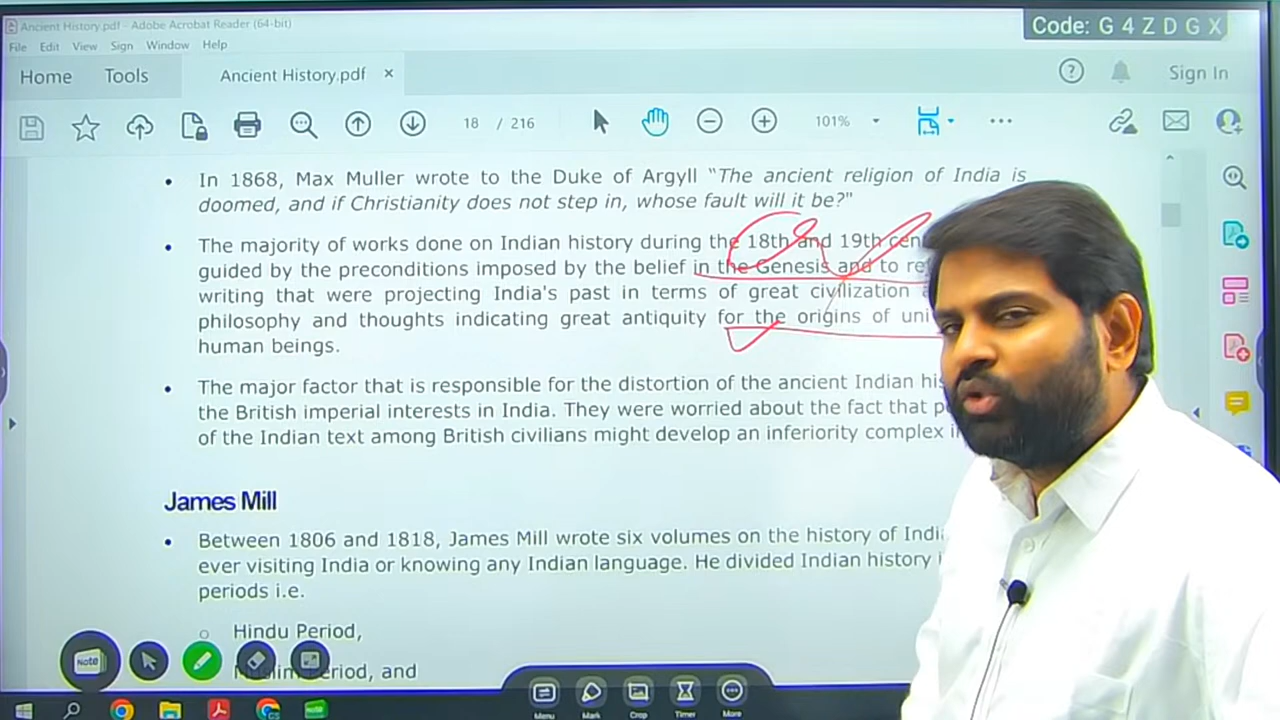 Ancient History.pdf - Adobe Acrobat Reader (64-bit)
Code: G 4 Z D G X
File Edit View Sign Window Help
Home Tools Ancient History.pdf × Sign In
18 / 216 101%
• In 1868, Max Muller wrote to the Duke of Argyll "The ancient religion of India is
doomed, and if Christianity does not step in, whose fault will it be?"
• The majority of works done on Indian history during the 18th and 19th cen
guided by the preconditions imposed by the belief in the Genesis and to re
writing that were projecting India's past in terms of great civilization
philosophy and thoughts indicating great antiquity for the origins of uni
human beings.
• The major factor that is responsible for the distortion of the ancient Indian his
the British imperial interests in India. They were worried about the fact that p
of the Indian text among British civilians might develop an inferiority complex i
James Mill
• Between 1806 and 1818, James Mill wrote six volumes on the history of Indi
ever visiting India or knowing any Indian language. He divided Indian history
periods i.e.
o Hindu Period,
Period, and
Note
Menu Mark Crop Timer More